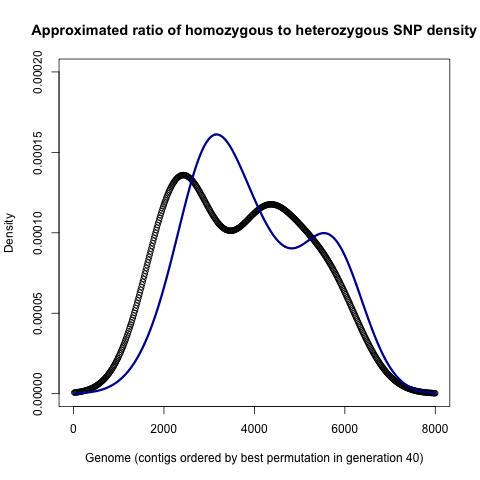 Approximated ratio of homozygous to heterozygous SNP density
0.00020
0.00015
0.00010
0.00005
0.00000
Density
0 2000 4000 6000 8000
Genome (contigs ordered by best permutation in generation 40)